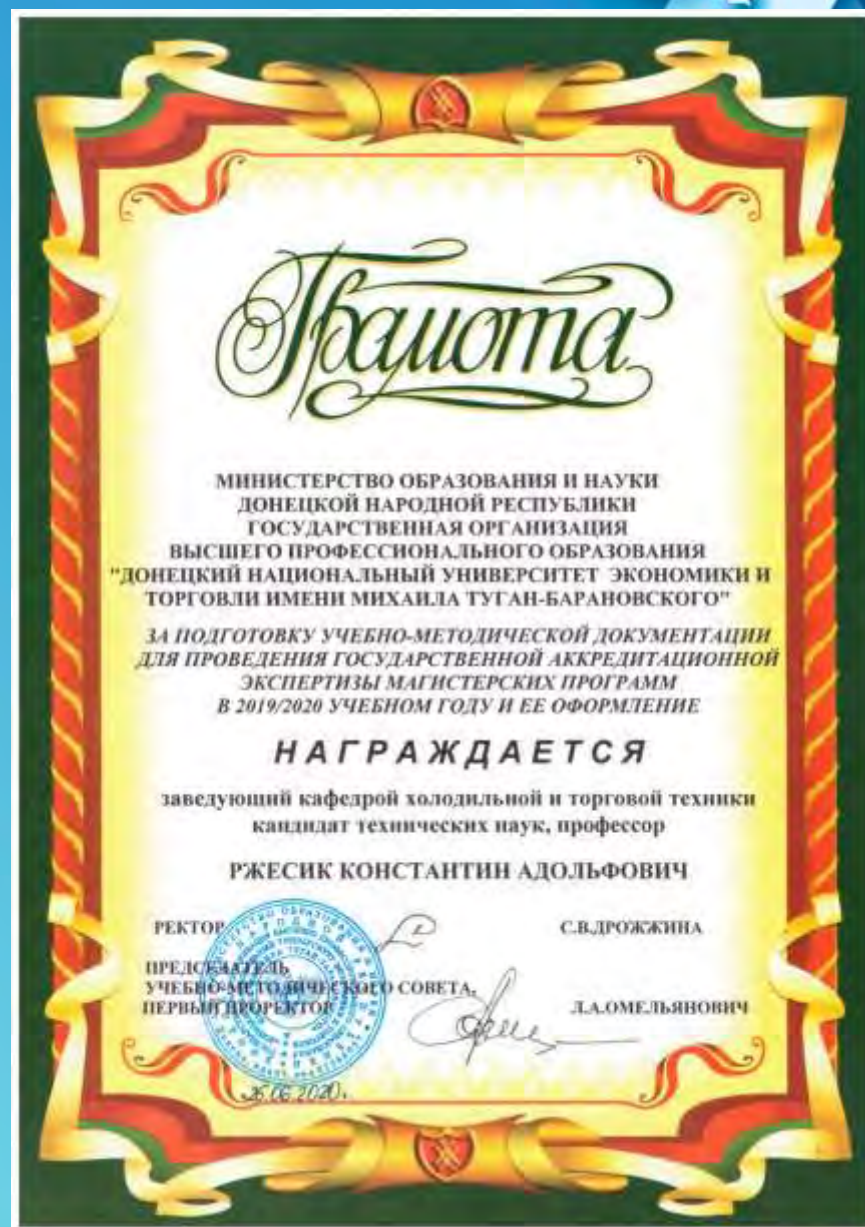 Грамота
МИНИСТЕРСТВО ОБРАЗОВАНИЯ И НАУКИ
ДОНЕЦКОЙ НАРОДНОЙ РЕСПУБЛИКИ
ГОСУДАРСТВЕННАЯ ОРГАНИЗАЦИЯ
ВЫСШЕГО ПРОФЕССИОНАЛЬНОГО ОБРАЗОВАНИЯ
"ДОНЕЦКИЙ НАЦИОНАЛЬНЫЙ УНИВЕРСИТЕТ ЭКОНОМИКИ И
ТОРГОВЛИ ИМЕНИ МИХАИЛА ТУГАН-БАРАНОВСКОГО"
ЗА ПОДГОТОВКУ УЧЕБНО-МЕТОДИЧЕСКОЙ ДОКУМЕНТАЦИИ
ДЛЯ ПРОВЕДЕНИЯ ГОСУДАРСТВЕННОЙ АККРЕДИТАЦИОННОЙ
ЭКСПЕРТИЗЫ МАГИСТЕРСКИХ ПРОГРАММ
В 2019/2020 УЧЕБНОМ ГОДУ И ЕЕ ОФОРМЛЕНИЕ
НАГРАЖДАЕТСЯ
заведующий кафедрой холодильной и торговой техники
кандидат технических наук, профессор
РЖЕСИК КОНСТАНТИН АДОЛЬФОВИЧ
РЕКТОР С.В.ДРОЖЖИНА
ПРЕДСЕДАТЕЛЬ
УЧЕБНО-МЕТОДИЧЕСКОГО СОВЕТА,
ПЕРВЫЙ ПРОРЕКТОР Л.А.ОМЕЛЬЯНОВИЧ
26.06.2020.